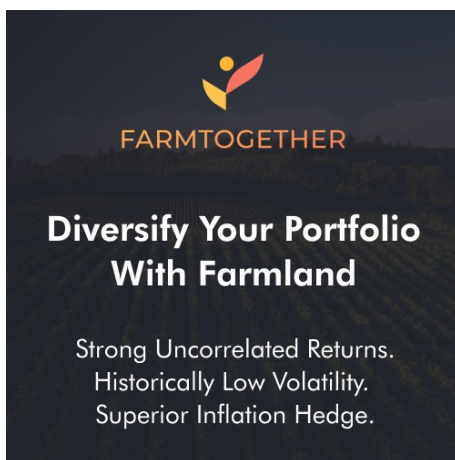 FARMTOGETHER
Diversify Your Portfolio
With Farmland
Strong Uncorrelated Returns.
Historically Low Volatility.
Superior Inflation Hedge.